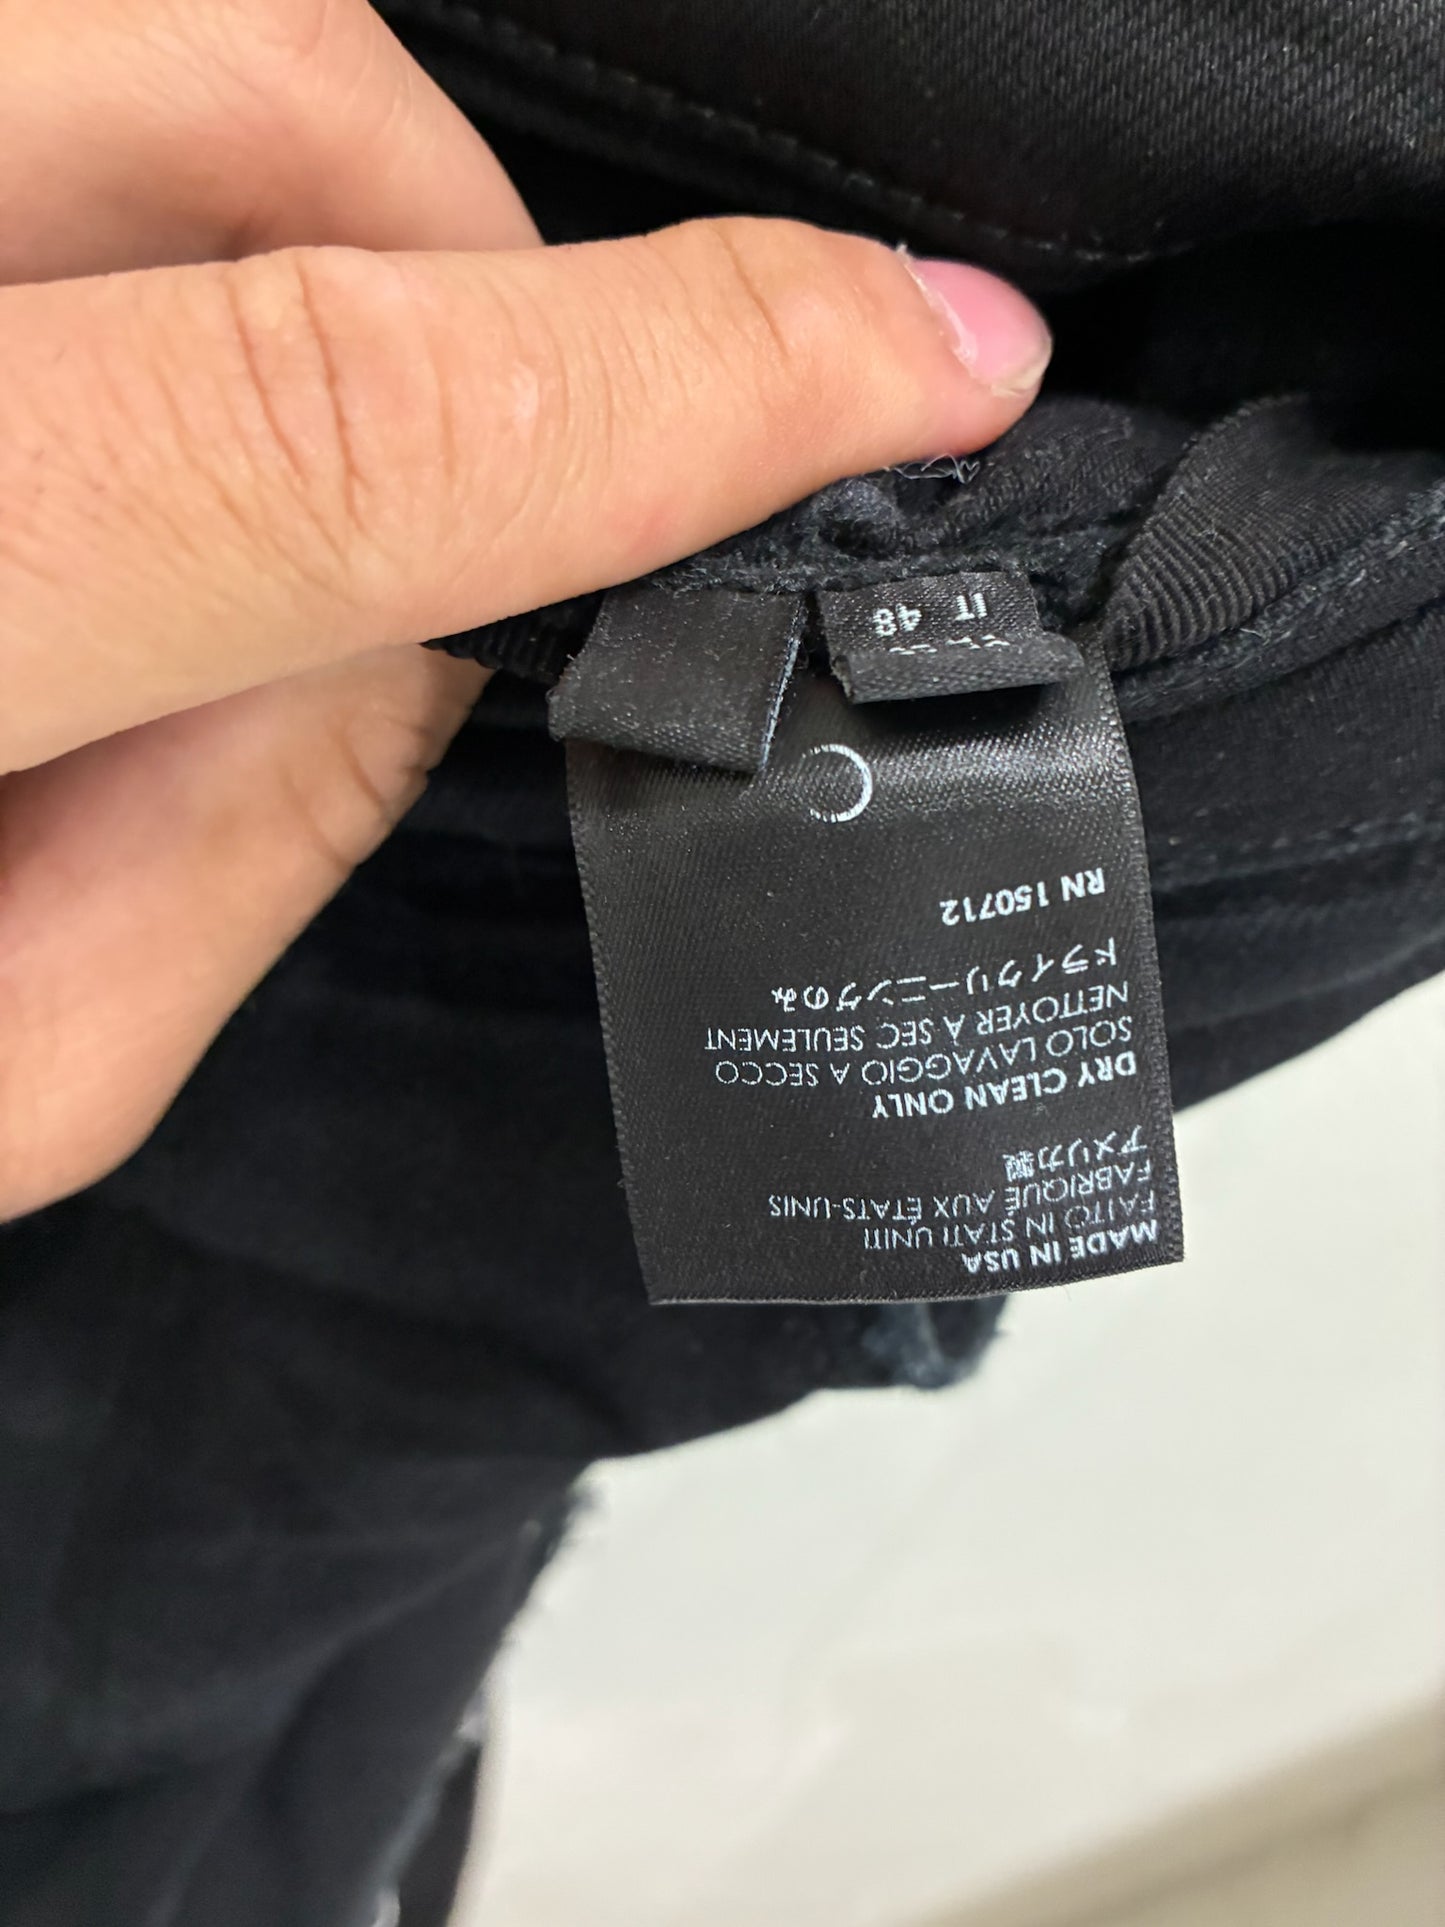 IT 48
RN 150712
ドライクリーニングのみ
NETTOYER À SEC SEULEMENT
SOLO LAVAGGIO A SECCO
DRY CLEAN ONLY
アメリカ製
FABRIQUÉ AUX ÉTATS-UNIS
FAITO IN STATI UNITI
MADE IN USA